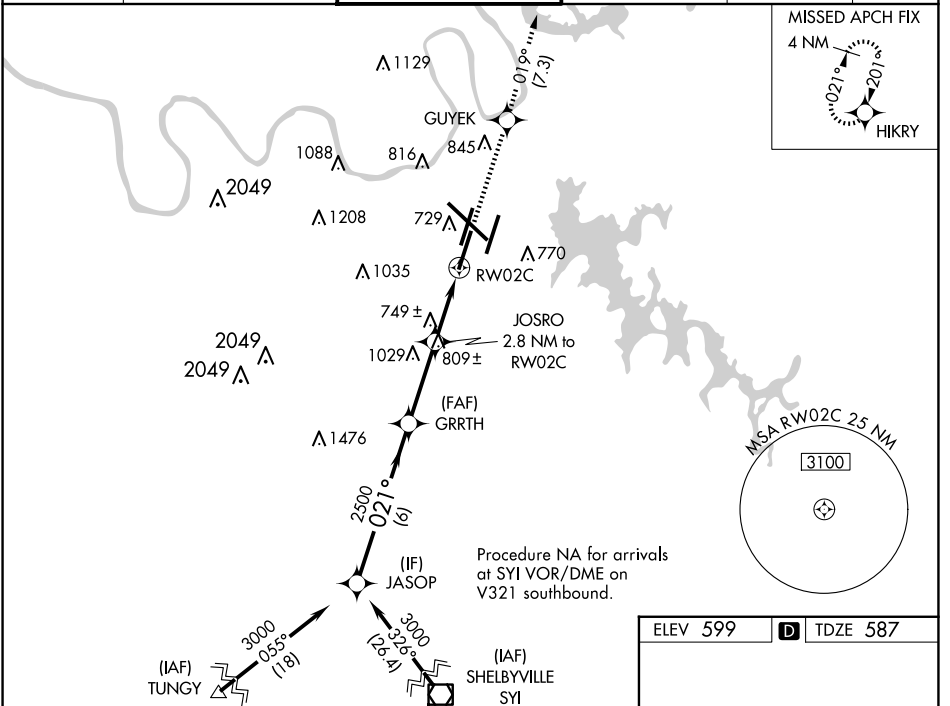 MISSED APCH FIX
4 NM
021°
201°
HIKRY
1129
019°
(7.3)
GUYEK
845
1088
816
2049
1208
729
770
1035
RW02C
749 ±
JOSRO
2.8 NM to
RW02C
1029
809 ±
2049
2049
(FAF)
GRRTH
1476
MSA RW02C 25 NM
3100
2500
021°
(6)
(IF)
JASOP
Procedure NA for arrivals
at SYI VOR/DME on
V321 southbound.
3000
055°
(18)
3000
326°
(26.4)
(IAF)
TUNGY
(IAF)
SHELBYVILLE
SYI
ELEV 599 D TDZE 587